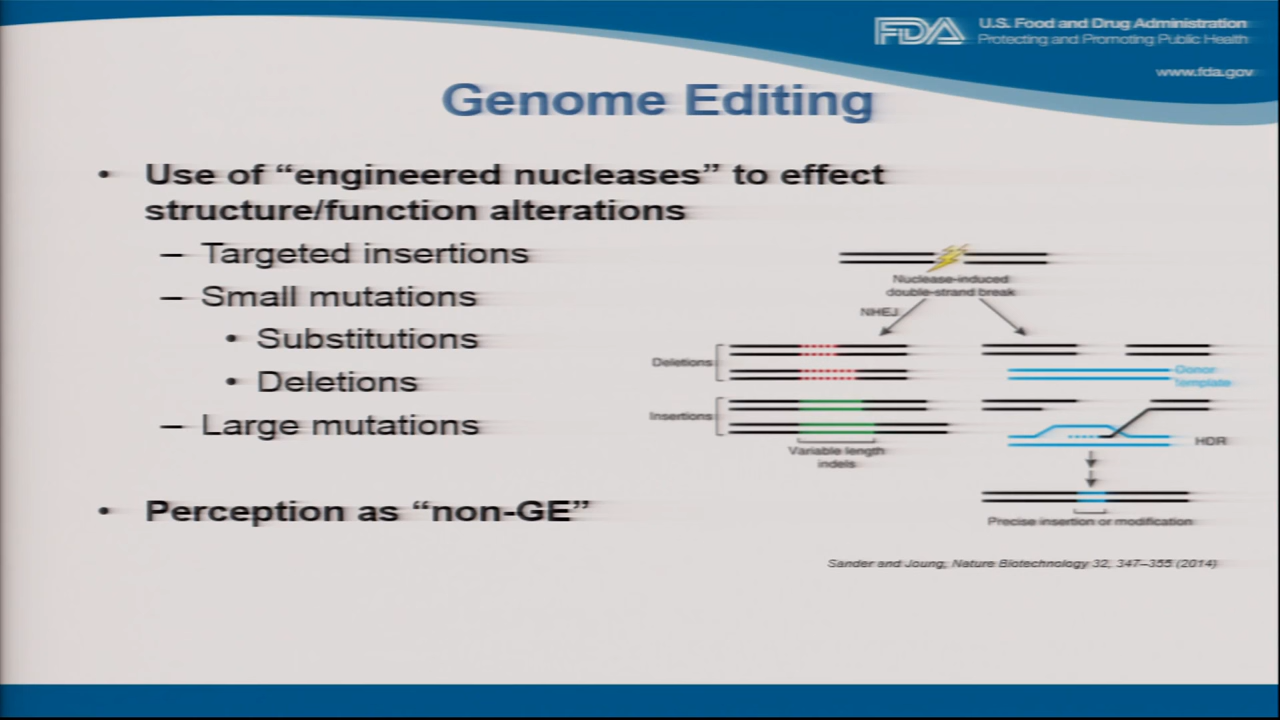 FDA U.S. Food and Drug Administration
Protecting and Promoting Public Health
www.fda.gov
Genome Editing
• Use of “engineered nucleases” to effect
structure/function alterations
– Targeted insertions
– Small mutations
• Substitutions
• Deletions
– Large mutations
• Perception as “non-GE”
Nuclease-induced
double-strand break
NHEJ
Deletions
Insertions
Variable length
indels
Donor
template
HDR
Precise insertion or modification
Sander and Joung; Nature Biotechnology 32, 347–355 (2014)